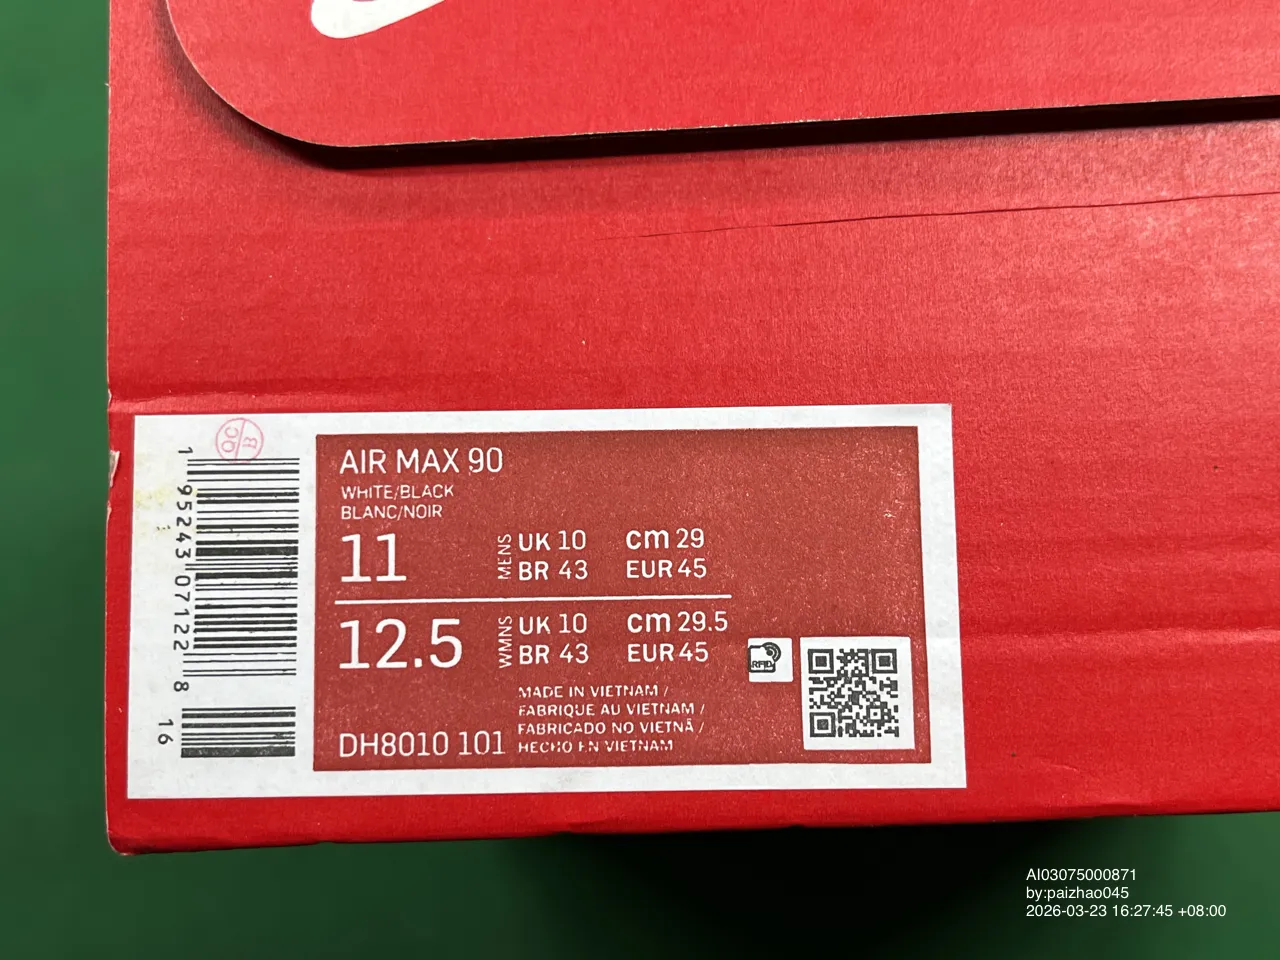 QC
B
1
95243 07122
8
16
AIR MAX 90
WHITE/BLACK
BLANC/NOIR
11
MENS
UK 10
cm 29
BR 43
EUR 45
12.5
WMNS
UK 10
cm 29.5
BR 43
EUR 45
RFID
MADE IN VIETNAM /
FABRIQUE AU VIETNAM /
FABRICADO NO VIETNÃ /
HECHO EN VIETNAM
DH8010 101
AI03075000871
by:paizhao045
2026-03-23 16:27:45 +08:00